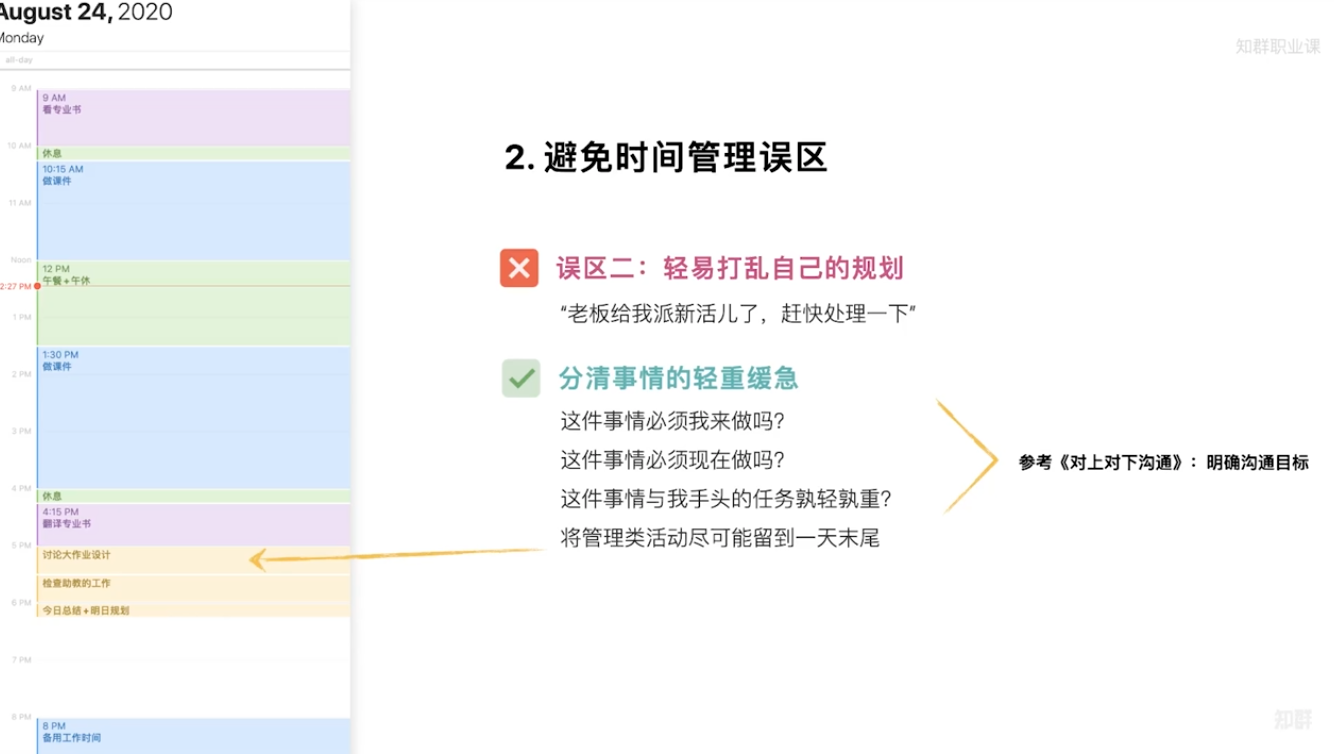 August 24, 2020
Monday
all-day
9 AM
9 AM
看专业书
10 AM
休息
10:15 AM
做课件
11 AM
Noon
12 PM
午餐+午休
2:27 PM
1 PM
1:30 PM
做课件
2 PM
3 PM
4 PM
休息
4:15 PM
翻译专业书
5 PM
讨论大作业设计
检查助教的工作
6 PM
今日总结+明日规划
7 PM
8 PM
8 PM
备用工作时间
知群职业课
2. 避免时间管理误区
误区二：轻易打乱自己的规划
“老板给我派新活儿了，赶快处理一下”
分清事情的轻重缓急
这件事情必须我来做吗？
这件事情必须现在做吗？
这件事情与我手头的任务孰轻孰重？
将管理类活动尽可能留到一天末尾
参考《对上对下沟通》：明确沟通目标
知群